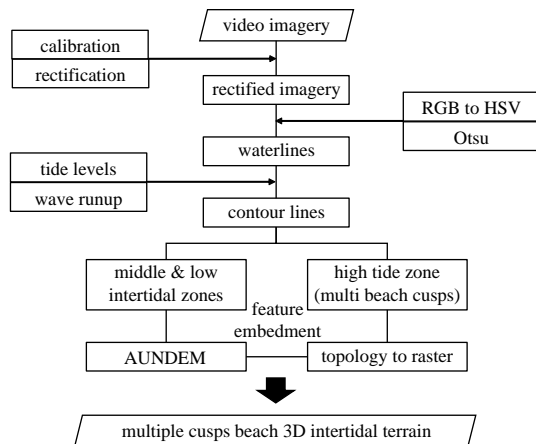 video imagery
calibration
rectification
rectified imagery
RGB to HSV
Otsu
waterlines
tide levels
wave runup
contour lines
middle & low
intertidal zones
high tide zone
(multi beach cusps)
feature
embedment
AUNDEM
topology to raster
multiple cusps beach 3D intertidal terrain